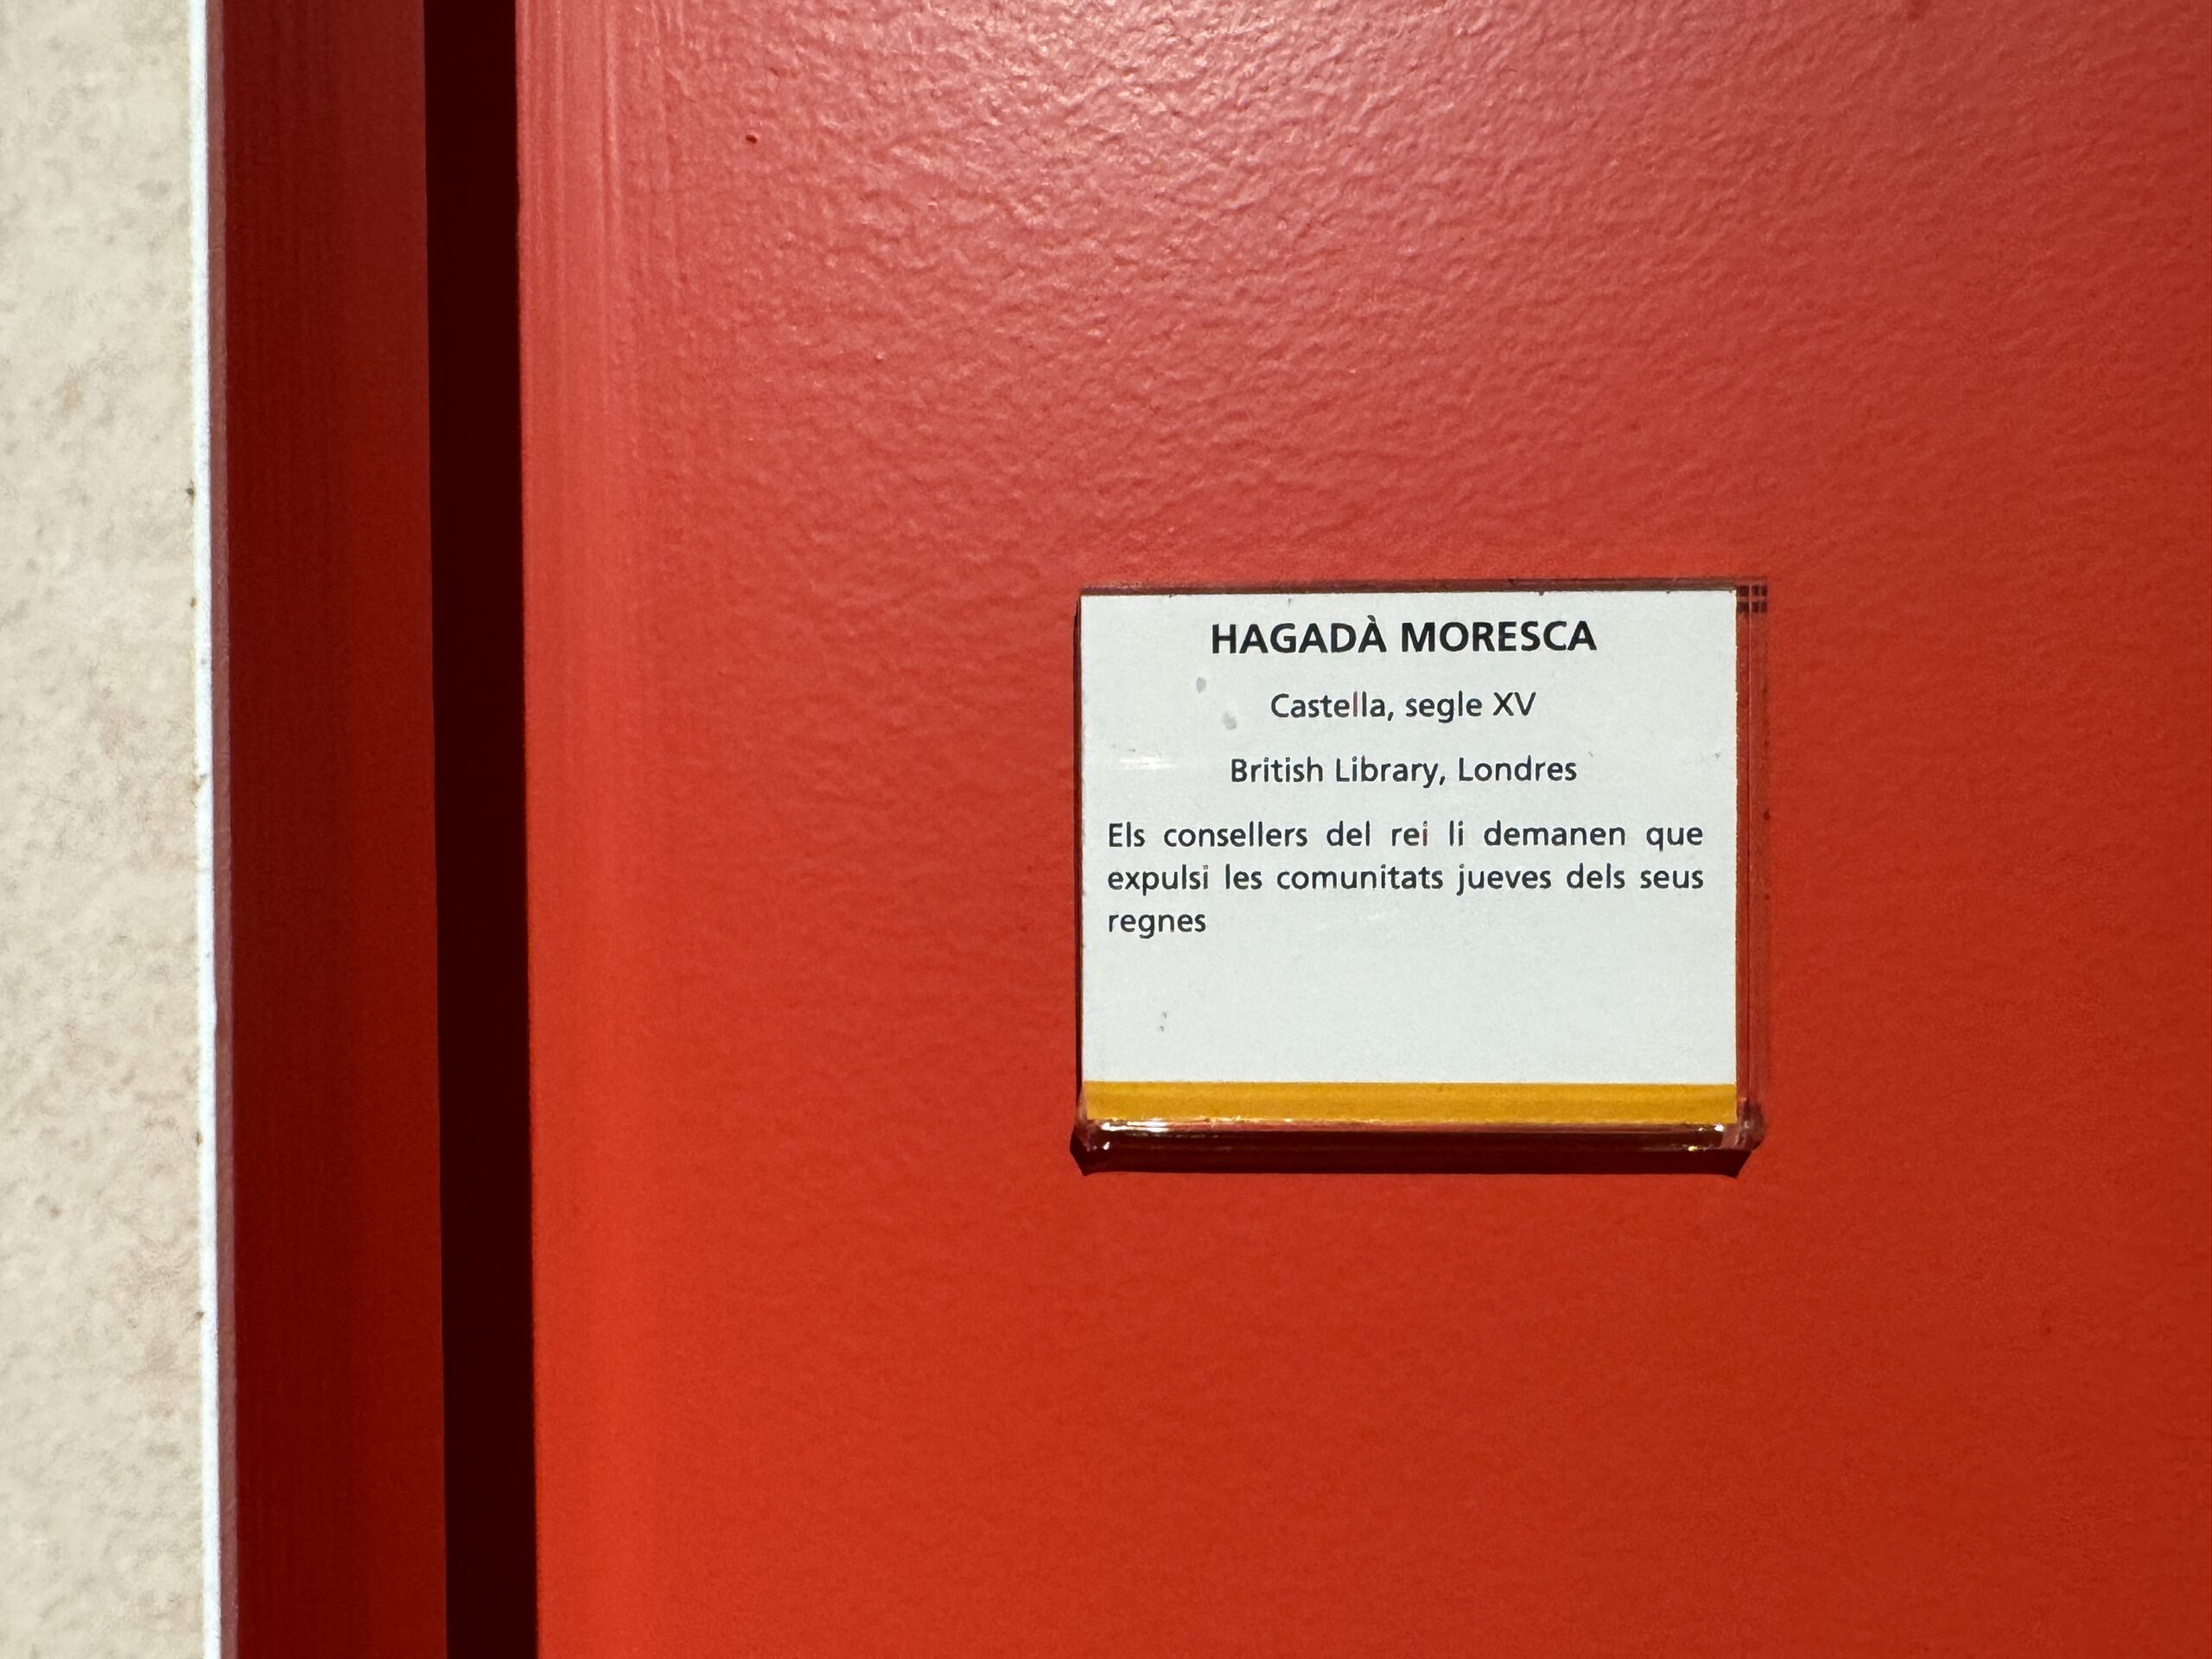 HAGADÀ MORESCA
Castella, segle XV
British Library, Londres
Els consellers del rei li demanen que
expulsi les comunitats jueves dels seus
regnes